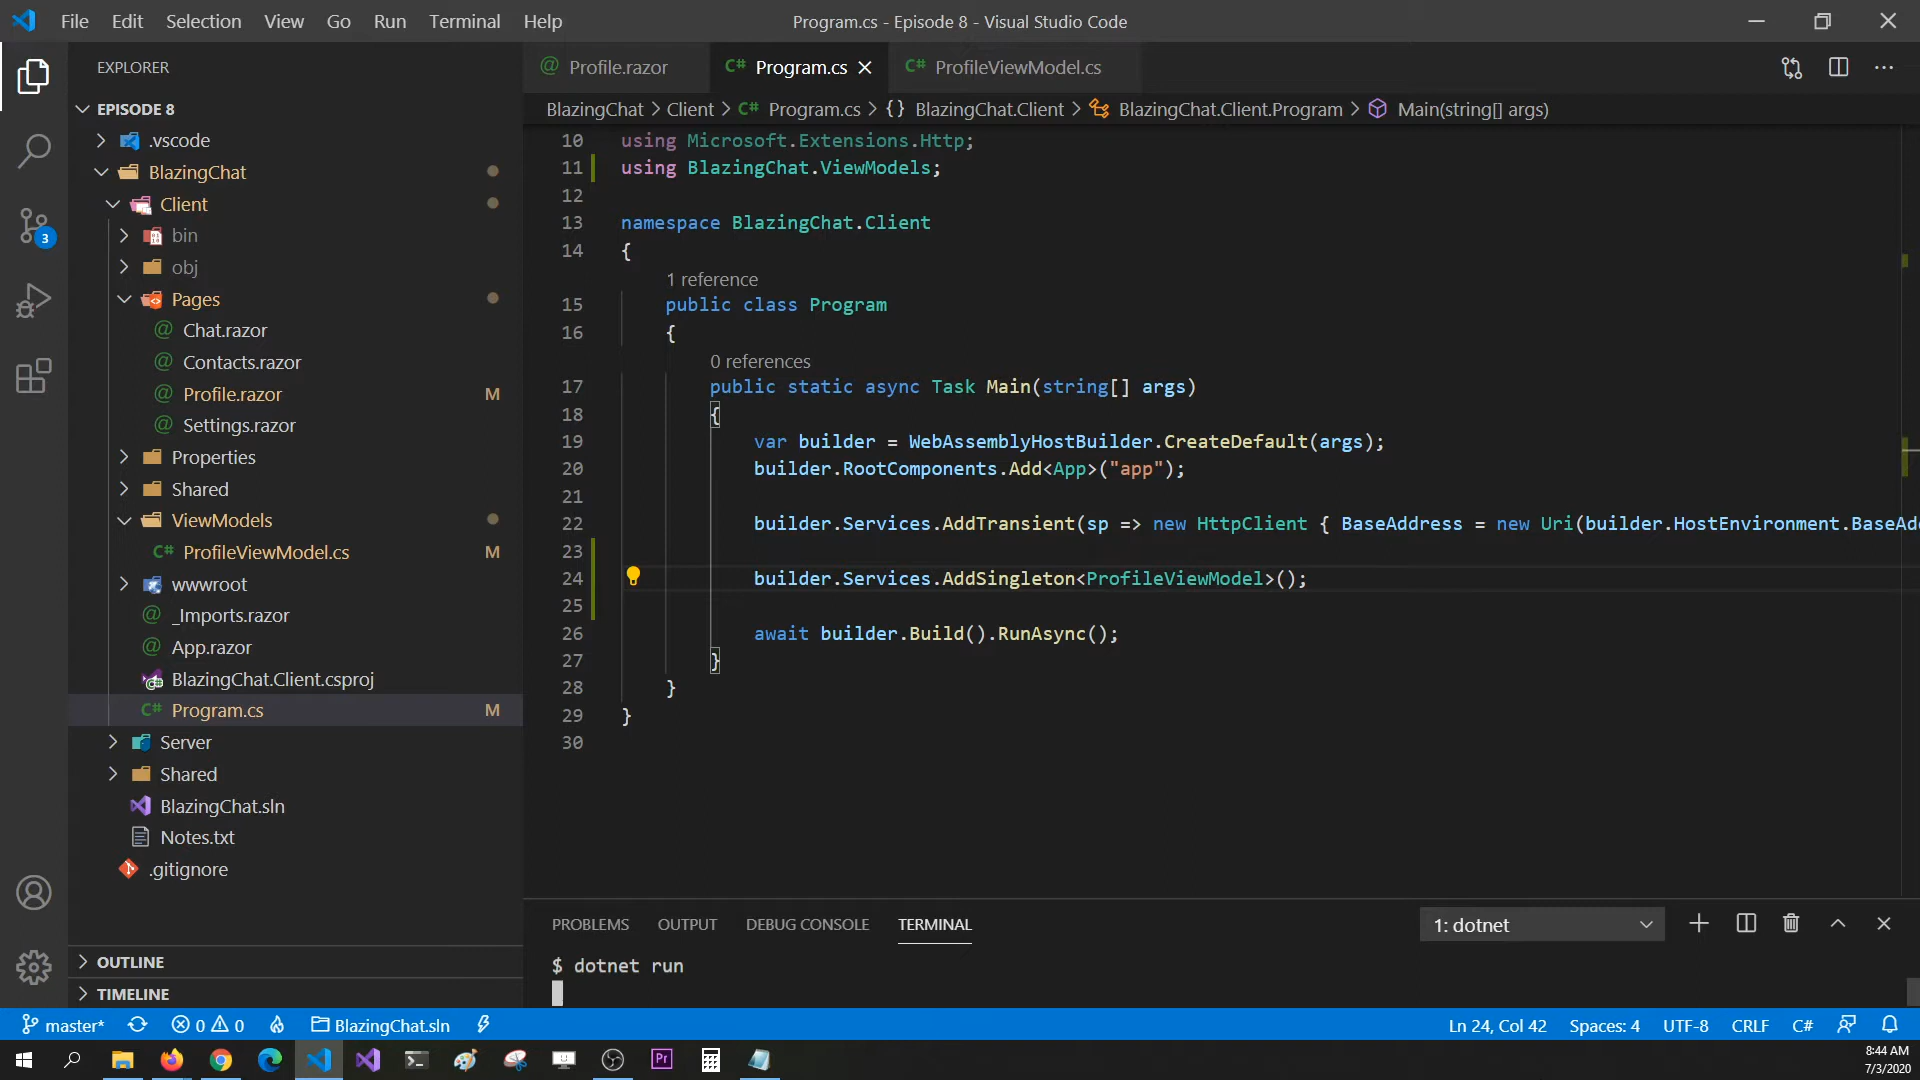 File Edit Selection View Go Run Terminal Help
Program.cs - Episode 8 - Visual Studio Code
EXPLORER
EPISODE 8
.vscode
BlazingChat
Client
bin
obj
Pages
Chat.razor
Contacts.razor
Profile.razor M
Settings.razor
Properties
Shared
ViewModels
ProfileViewModel.cs M
wwwroot
_Imports.razor
App.razor
BlazingChat.Client.csproj
Program.cs M
Server
Shared
BlazingChat.sln
Notes.txt
.gitignore
OUTLINE
TIMELINE
3
Profile.razor Program.cs ProfileViewModel.cs
BlazingChat > Client > Program.cs > {} BlazingChat.Client > BlazingChat.Client.Program > Main(string[] args)
10 using Microsoft.Extensions.Http;
11 using BlazingChat.ViewModels;
12
13 namespace BlazingChat.Client
14 {
1 reference
15 public class Program
16 {
0 references
17 public static async Task Main(string[] args)
18 {
19 var builder = WebAssemblyHostBuilder.CreateDefault(args);
20 builder.RootComponents.Add<App>("app");
21
22 builder.Services.AddTransient(sp => new HttpClient { BaseAddress = new Uri(builder.HostEnvironment.BaseAd
23
24 builder.Services.AddSingleton<ProfileViewModel>();
25
26 await builder.Build().RunAsync();
27 }
28 }
29 }
30
PROBLEMS OUTPUT DEBUG CONSOLE TERMINAL
1: dotnet
$ dotnet run
master* 0 0 BlazingChat.sln
Ln 24, Col 42 Spaces: 4 UTF-8 CRLF C#
Pr
8:44 AM
7/3/2020